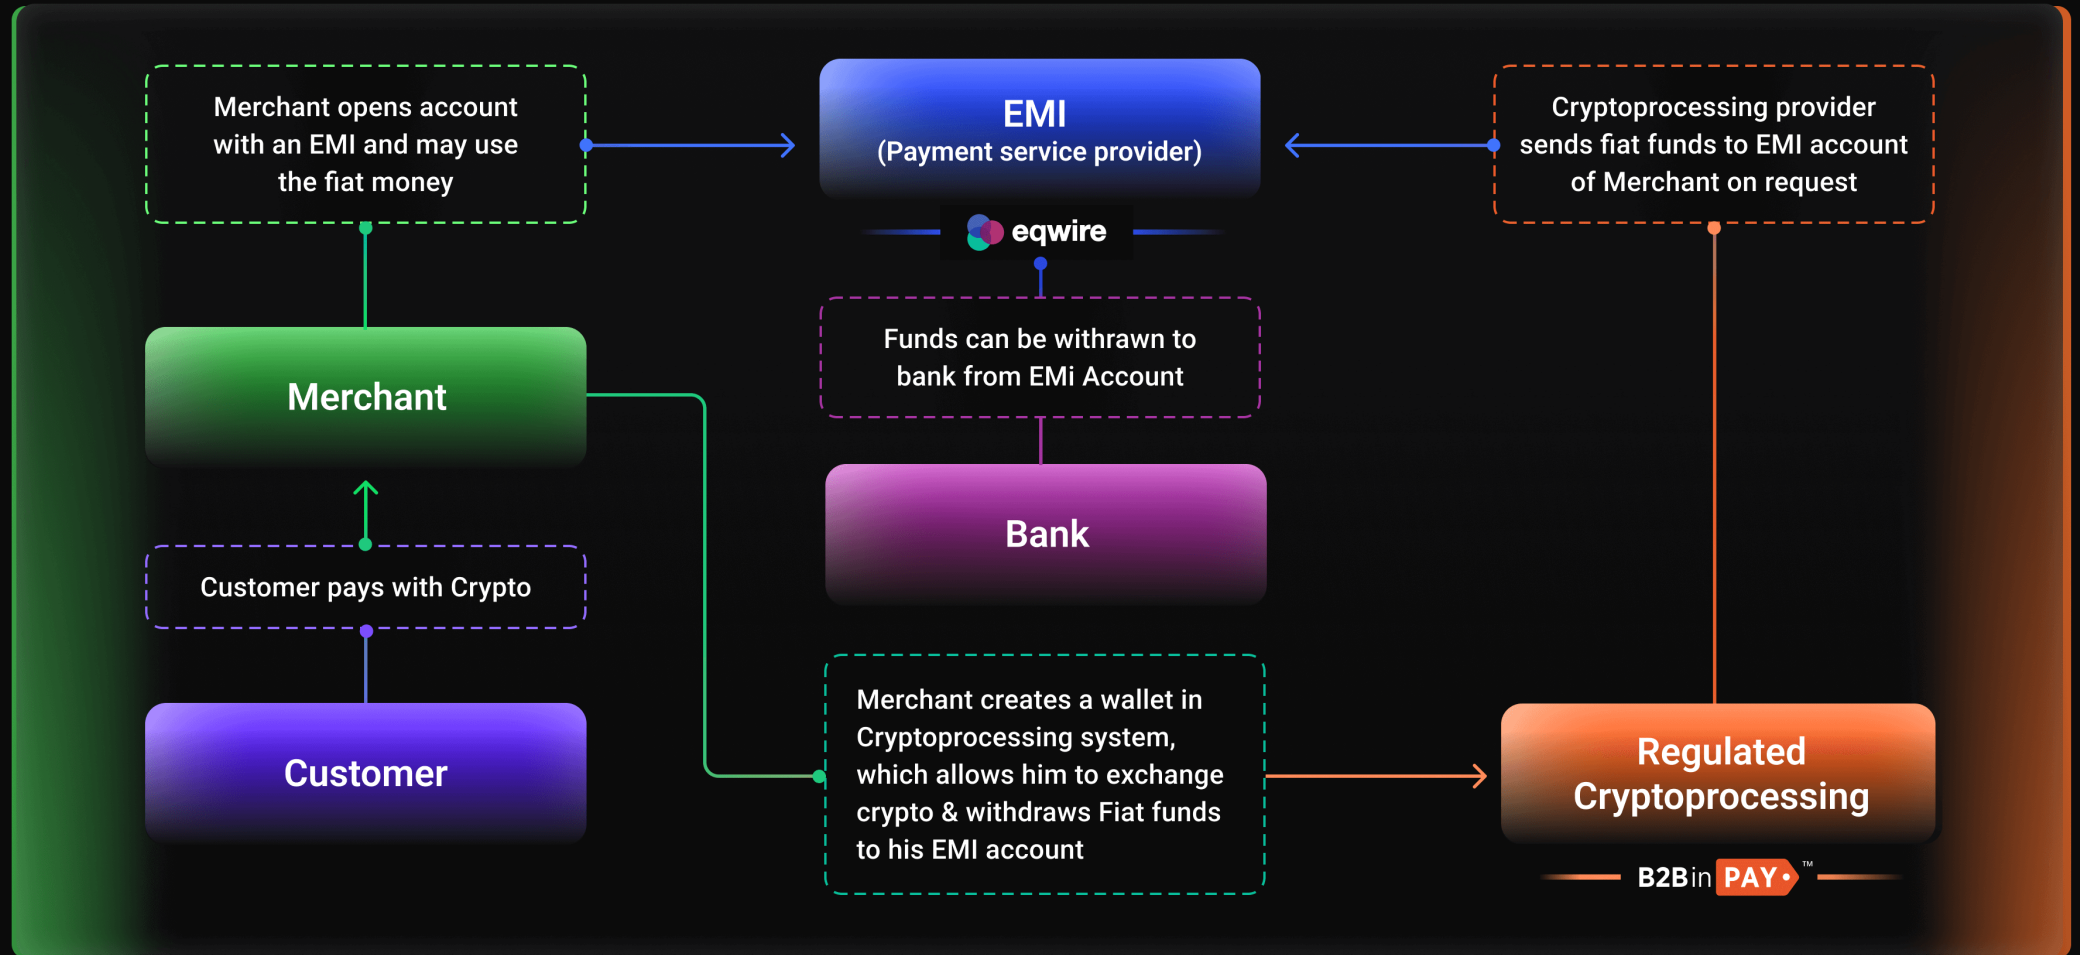 Merchant opens account
with an EMI and may use
the fiat money
EMI
(Payment service provider)
eqwire
Cryptoprocessing provider
sends fiat funds to EMI account
of Merchant on request
Funds can be withrawn to
bank from EMi Account
Merchant
Bank
Customer pays with Crypto
Customer
Merchant creates a wallet in
Cryptoprocessing system,
which allows him to exchange
crypto & withdraws Fiat funds
to his EMI account
Regulated
Cryptoprocessing
B2Bin PAY ™